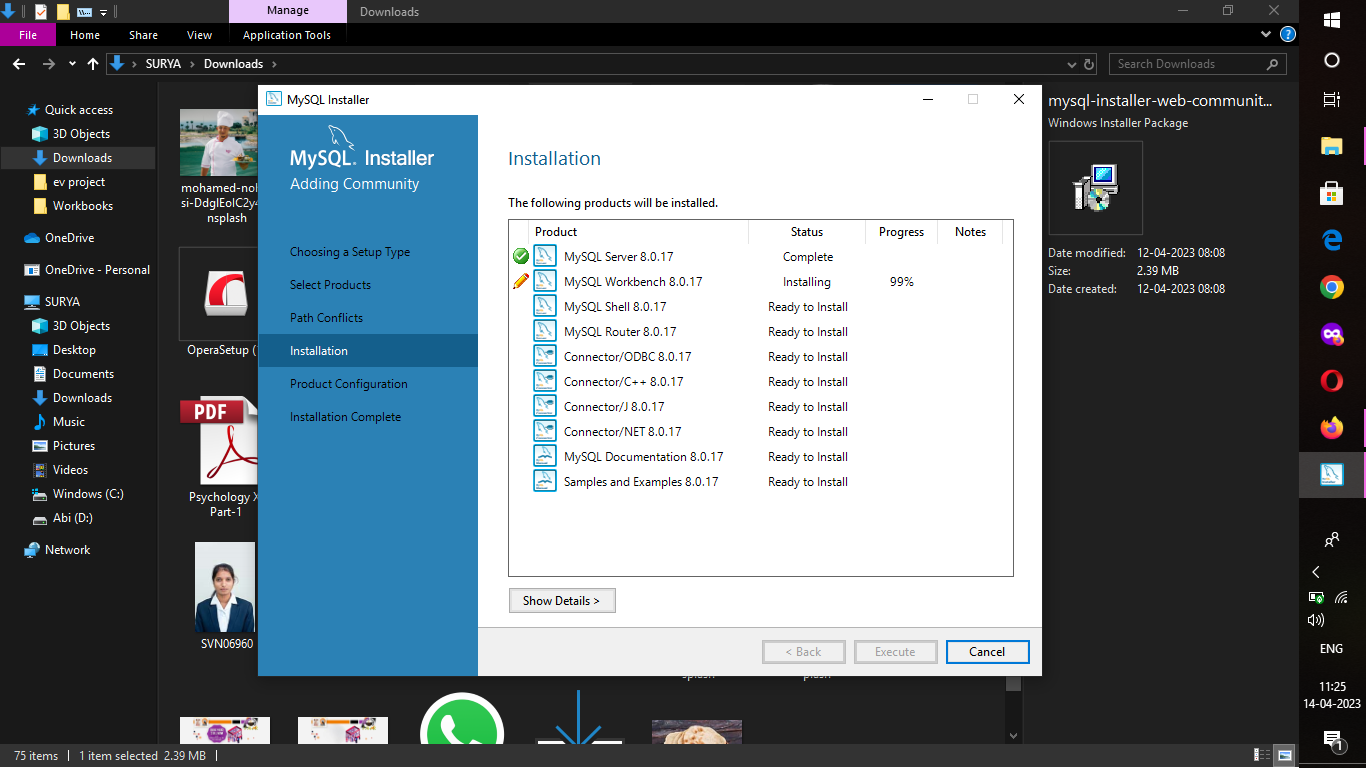 Manage
Downloads
File
Home
Share
View
Application Tools
SURYA
Downloads
Search Downloads
Quick access
3D Objects
Downloads
ev project
Workbooks
OneDrive
OneDrive - Personal
SURYA
3D Objects
Desktop
Documents
Downloads
Music
Pictures
Videos
Windows (C:)
Abi (D:)
Network
mohamed-nol
si-DdgIEoIC2y4
nsplash
OperaSetup (
PDF
Psychology X
Part-1
SVN06960
MySQL Installer
MySQL. Installer
Adding Community
Choosing a Setup Type
Select Products
Path Conflicts
Installation
Product Configuration
Installation Complete
Installation
The following products will be installed.
Product Status Progress Notes
MySQL Server 8.0.17 Complete
MySQL Workbench 8.0.17 Installing 99%
MySQL Shell 8.0.17 Ready to Install
MySQL Router 8.0.17 Ready to Install
Connector/ODBC 8.0.17 Ready to Install
Connector/C++ 8.0.17 Ready to Install
Connector/J 8.0.17 Ready to Install
Connector/NET 8.0.17 Ready to Install
MySQL Documentation 8.0.17 Ready to Install
Samples and Examples 8.0.17 Ready to Install
Show Details >
< Back
Execute
Cancel
mysql-installer-web-communit...
Windows Installer Package
Date modified: 12-04-2023 08:08
Size: 2.39 MB
Date created: 12-04-2023 08:08
75 items
1 item selected 2.39 MB
ENG
11:25
14-04-2023
1